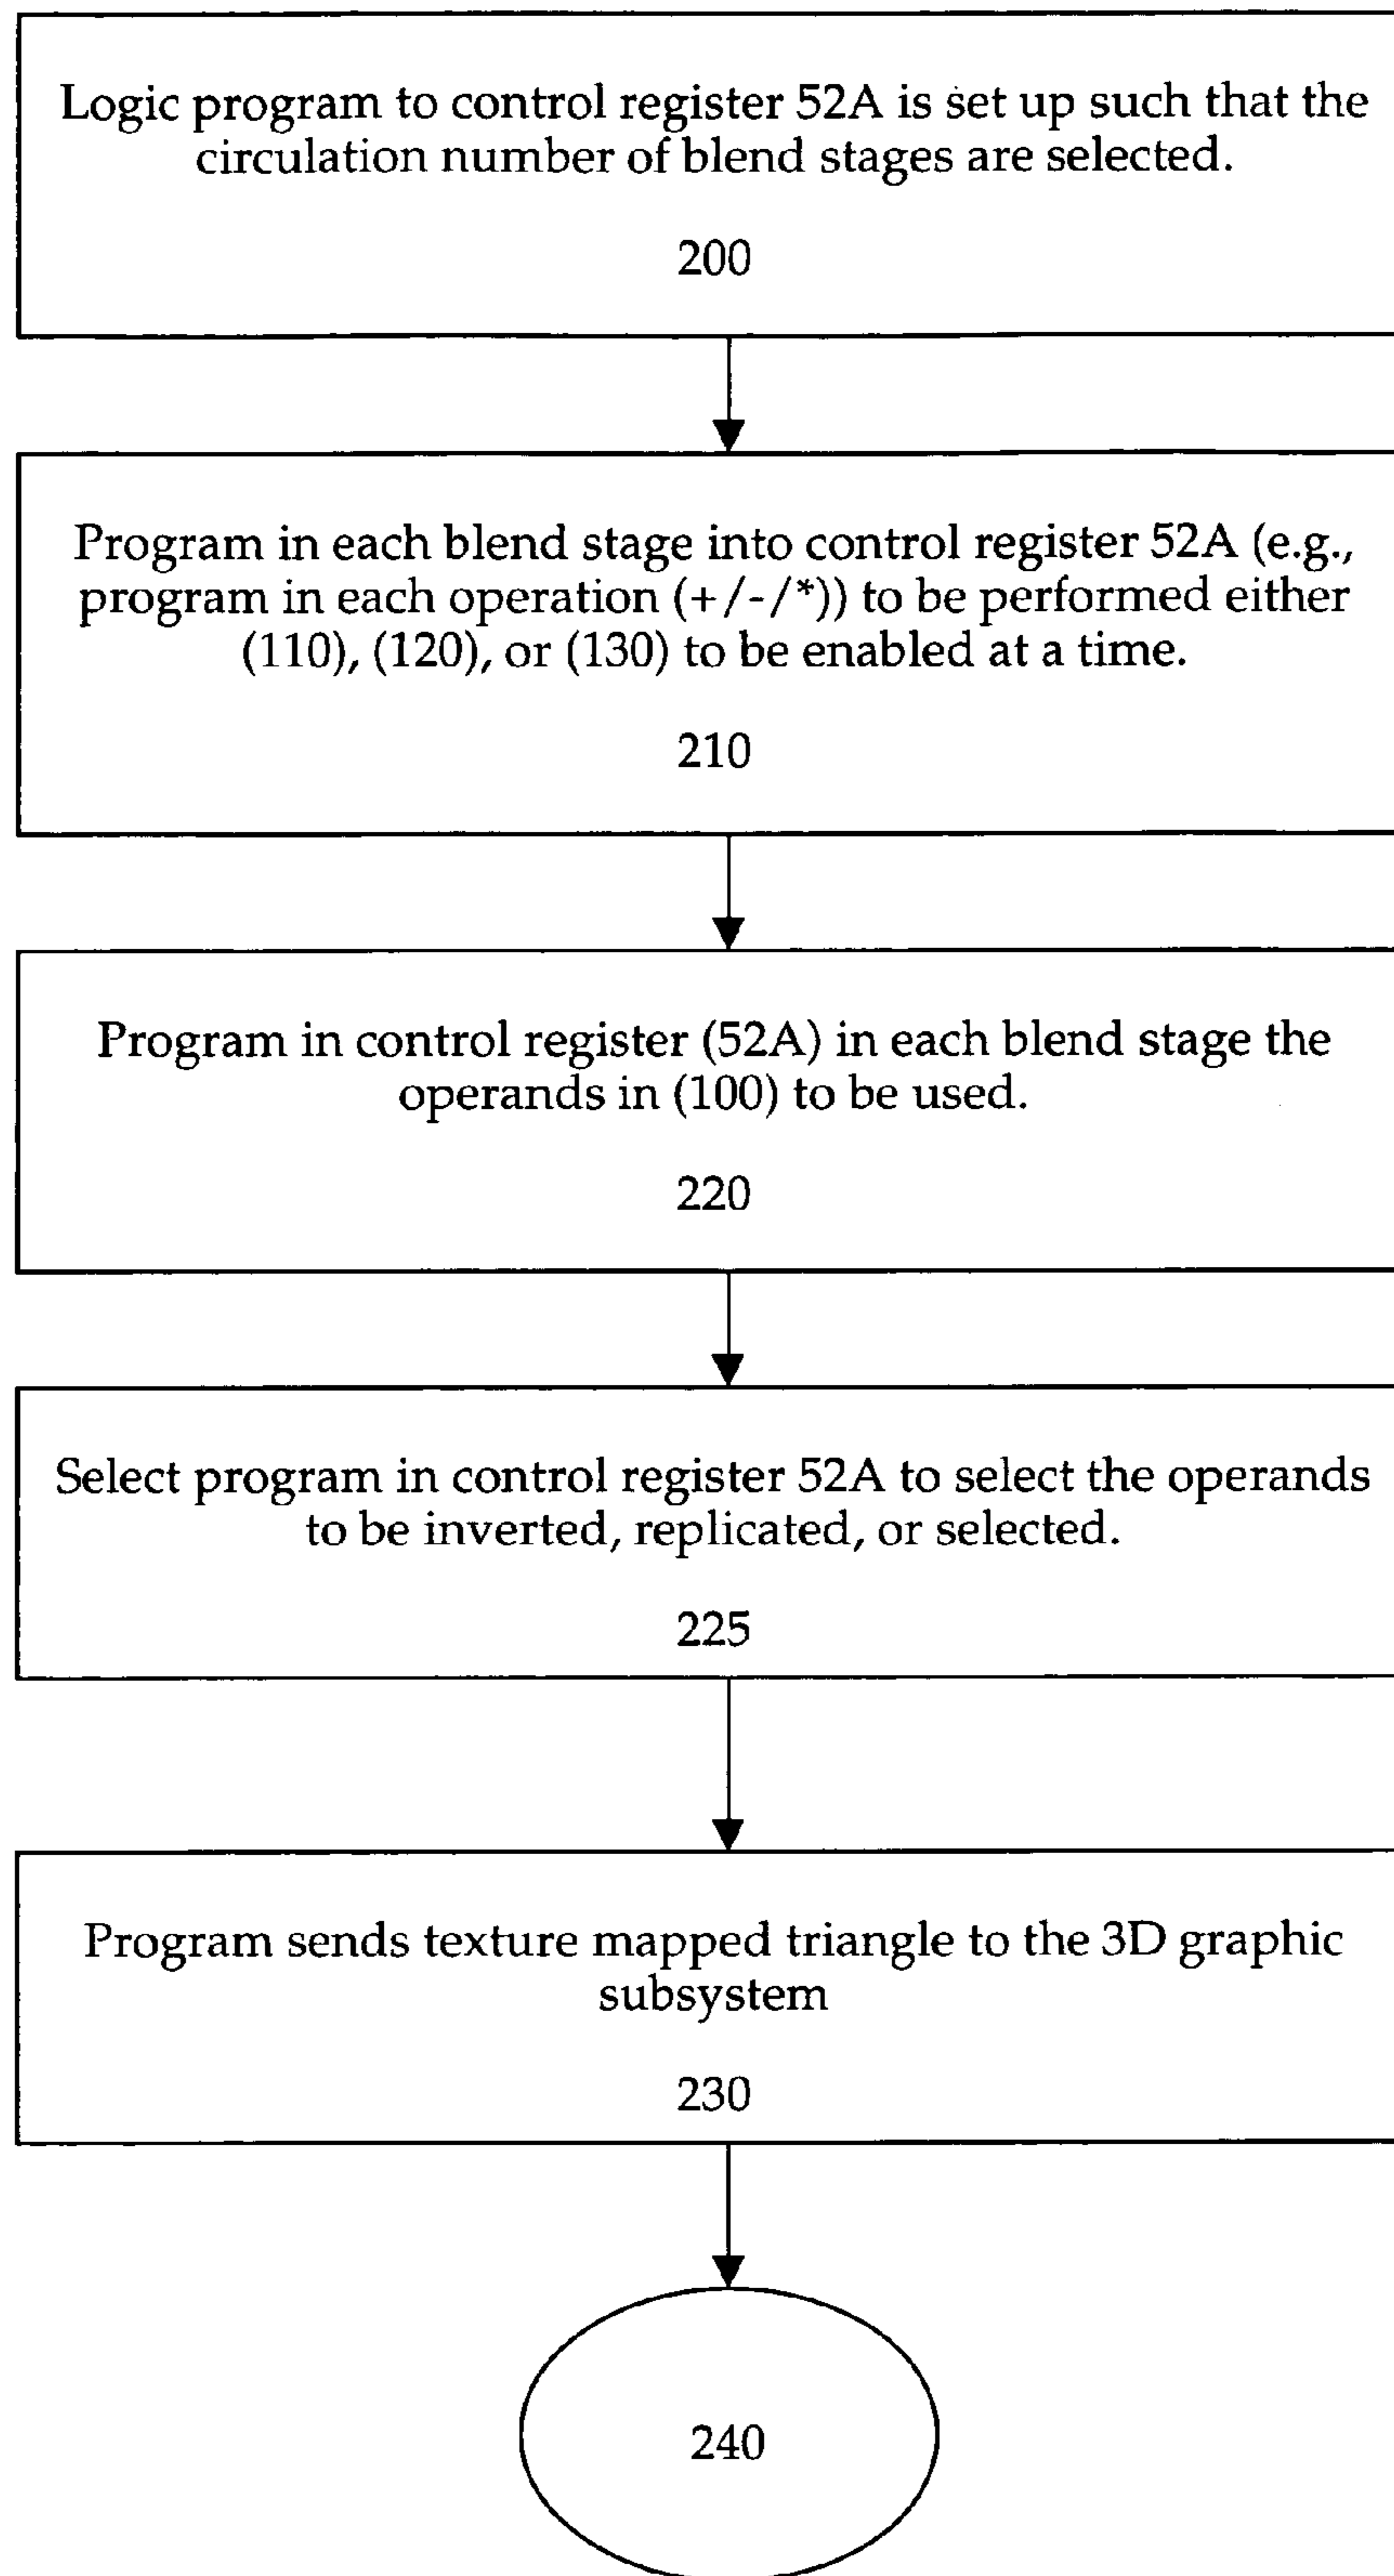 Logic program to control register 52A is set up such that the
circulation number of blend stages are selected.
200
Program in each blend stage into control register 52A (e.g.,
program in each operation (+/-/*)) to be performed either
(110), (120), or (130) to be enabled at a time.
210
Program in control register (52A) in each blend stage the
operands in (100) to be used.
220
Select program in control register 52A to select the operands
to be inverted, replicated, or selected.
225
Program sends texture mapped triangle to the 3D graphic
subsystem
230
240